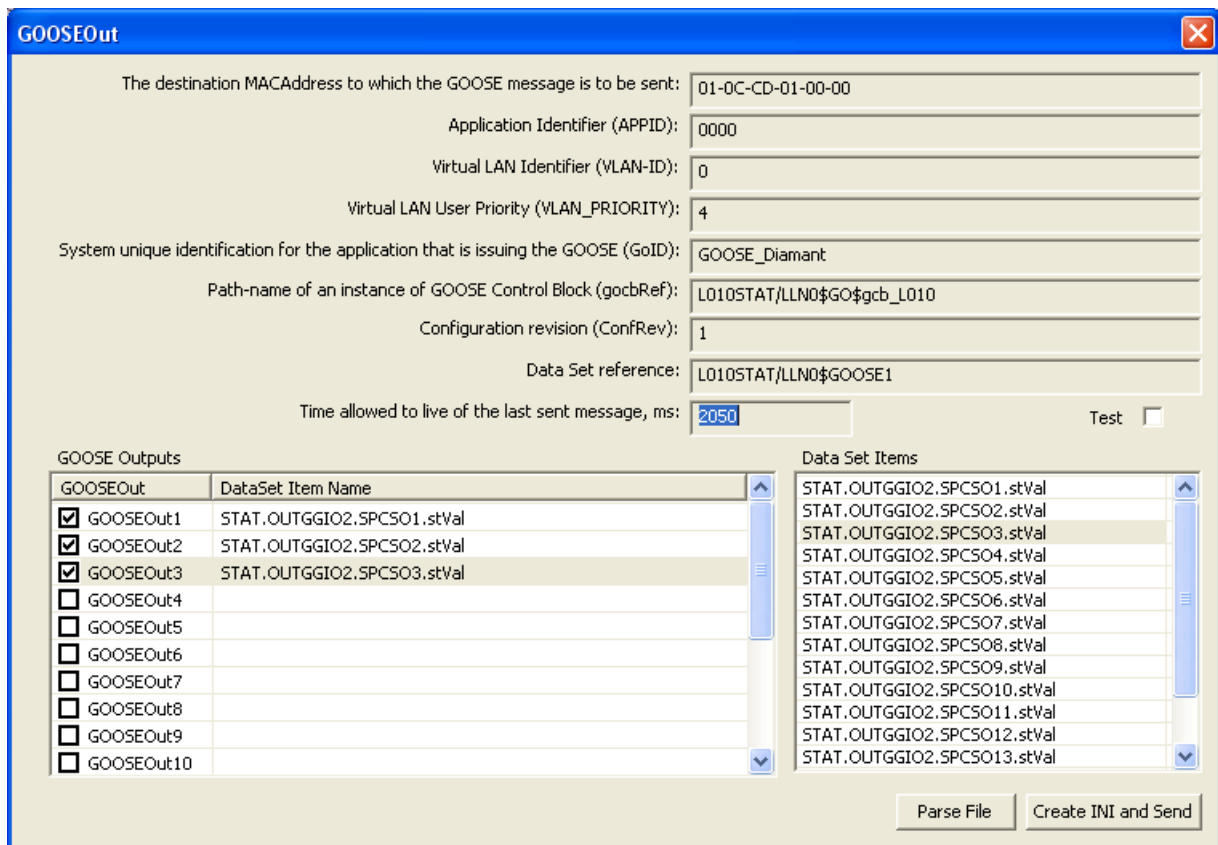 GOOSEOut
The destination MACAddress to which the GOOSE message is to be sent: 01-0C-CD-01-00-00
Application Identifier (APPID): 0000
Virtual LAN Identifier (VLAN-ID): 0
Virtual LAN User Priority (VLAN_PRIORITY): 4
System unique identification for the application that is issuing the GOOSE (GoID): GOOSE_Diamant
Path-name of an instance of GOOSE Control Block (gocbRef): L010STAT/LLN0$GO$gcb_L010
Configuration revision (ConfRev): 1
Data Set reference: L010STAT/LLN0$GOOSE1
Time allowed to live of the last sent message, ms: 2050 Test
GOOSE Outputs
GOOSEOut DataSet Item Name
GOOSEOut1 STAT.OUTGGIO2.SPCSO1.stVal
GOOSEOut2 STAT.OUTGGIO2.SPCSO2.stVal
GOOSEOut3 STAT.OUTGGIO2.SPCSO3.stVal
GOOSEOut4
GOOSEOut5
GOOSEOut6
GOOSEOut7
GOOSEOut8
GOOSEOut9
GOOSEOut10
Data Set Items
STAT.OUTGGIO2.SPCSO1.stVal
STAT.OUTGGIO2.SPCSO2.stVal
STAT.OUTGGIO2.SPCSO3.stVal
STAT.OUTGGIO2.SPCSO4.stVal
STAT.OUTGGIO2.SPCSO5.stVal
STAT.OUTGGIO2.SPCSO6.stVal
STAT.OUTGGIO2.SPCSO7.stVal
STAT.OUTGGIO2.SPCSO8.stVal
STAT.OUTGGIO2.SPCSO9.stVal
STAT.OUTGGIO2.SPCSO10.stVal
STAT.OUTGGIO2.SPCSO11.stVal
STAT.OUTGGIO2.SPCSO12.stVal
STAT.OUTGGIO2.SPCSO13.stVal
Parse File Create INI and Send